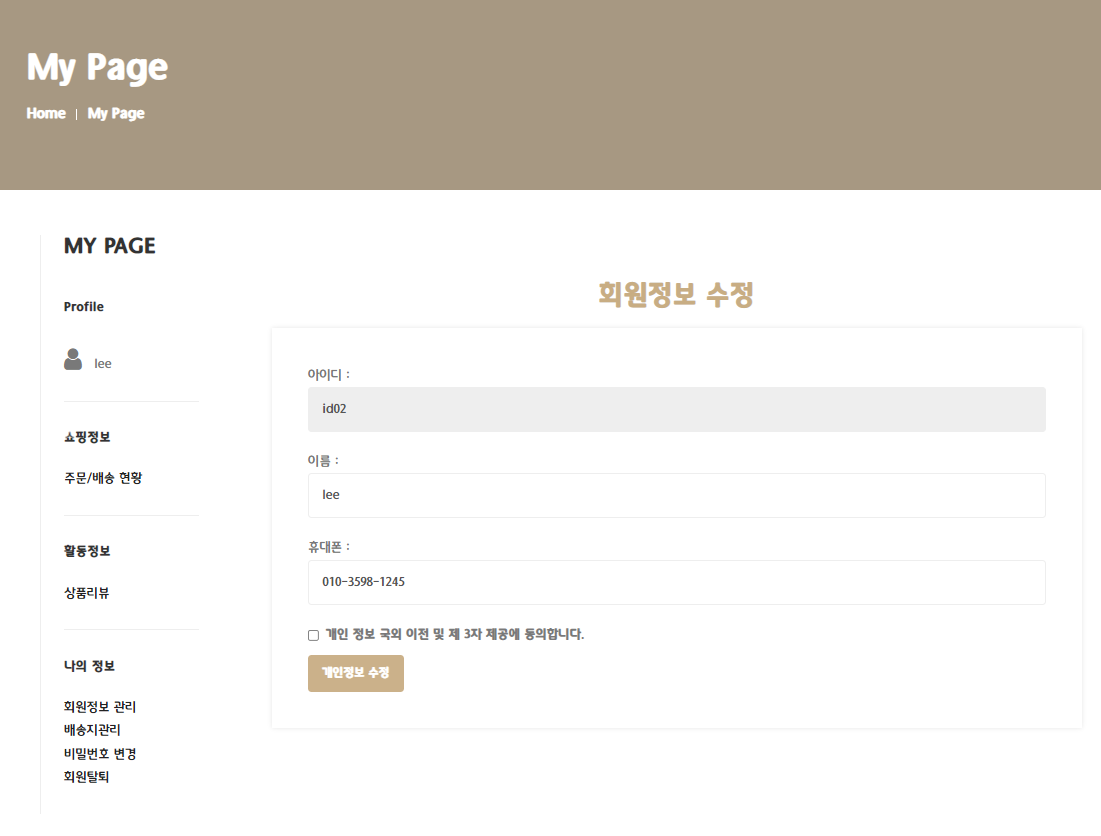 My Page
Home | My Page
MY PAGE
Profile
lee
쇼핑정보
주문/배송 현황
활동정보
상품리뷰
나의 정보
회원정보 관리
배송지관리
비밀번호 변경
회원탈퇴
회원정보 수정
아이디 :
id02
이름 :
lee
휴대폰 :
010-3598-1245
개인 정보 국외 이전 및 제 3자 제공에 동의합니다.
개인정보 수정